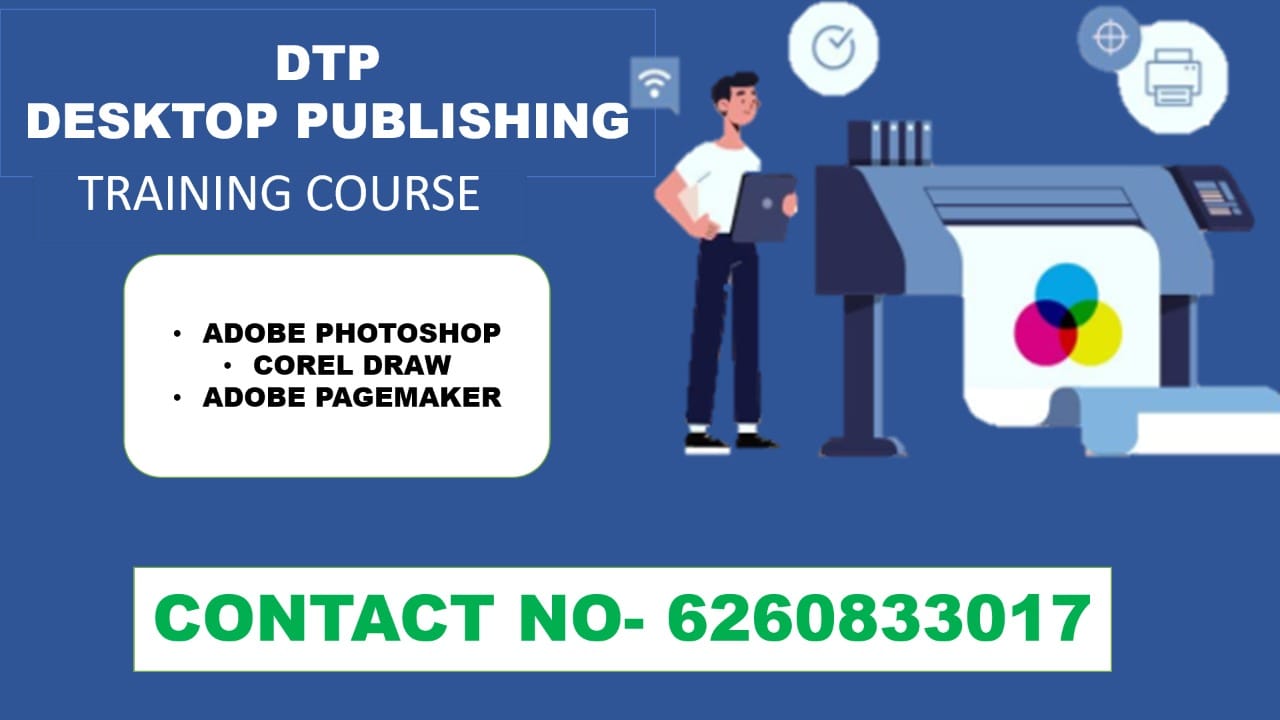 DTP
DESKTOP PUBLISHING
TRAINING COURSE
• ADOBE PHOTOSHOP
• COREL DRAW
• ADOBE PAGEMAKER
CONTACT NO- 6260833017